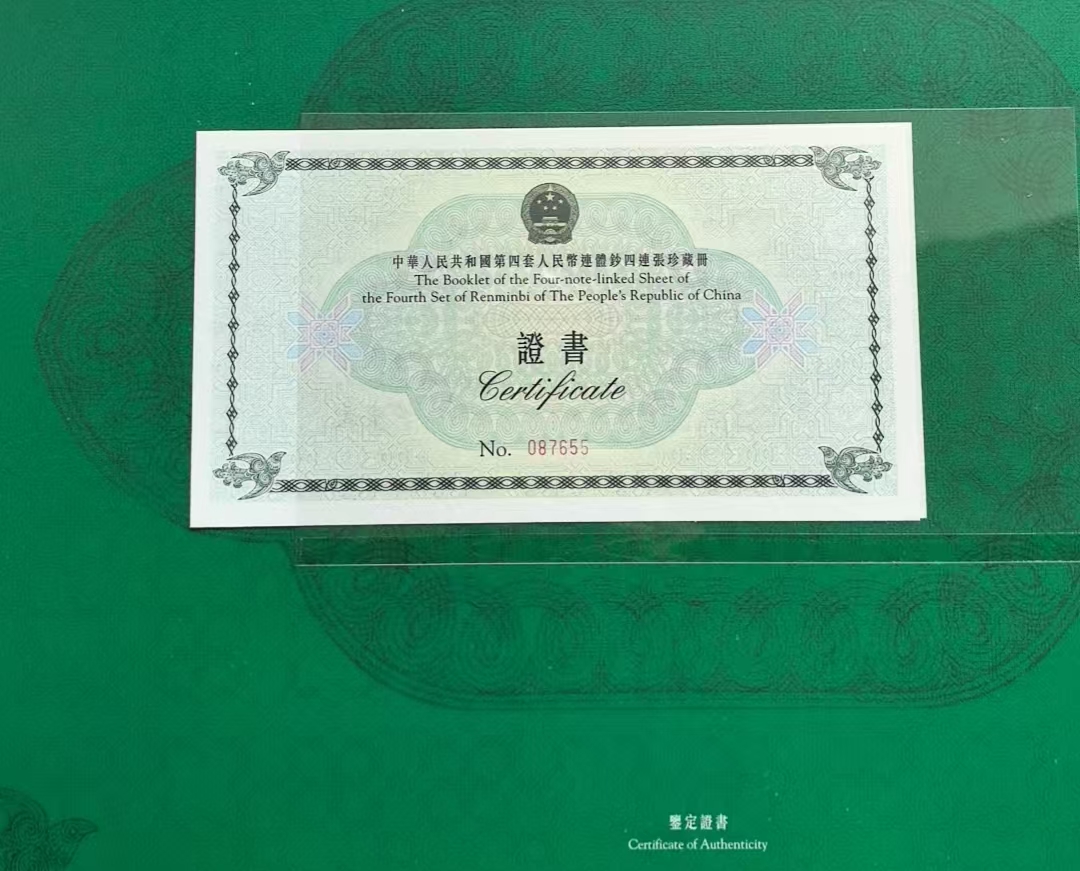 中華人民共和國第四套人民幣連體鈔四連張珍藏冊
The Booklet of the Four-note-linked Sheet of
the Fourth Set of Renminbi of The People's Republic of China
證書
Certificate
No. 087655
鑒定證書
Certificate of Authenticity